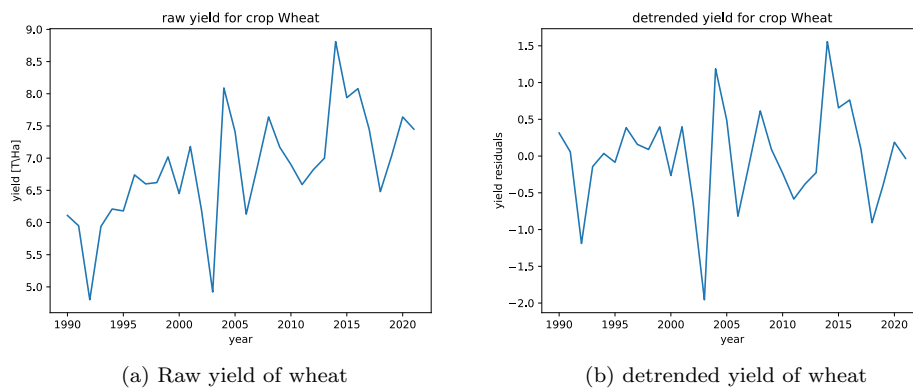 raw yield for crop Wheat
yield [T\Ha]
9.0
8.5
8.0
7.5
7.0
6.5
6.0
5.5
5.0
1990 1995 2000 2005 2010 2015 2020
year
(a) Raw yield of wheat
detrended yield for crop Wheat
yield residuals
1.5
1.0
0.5
0.0
−0.5
−1.0
−1.5
−2.0
1990 1995 2000 2005 2010 2015 2020
year
(b) detrended yield of wheat